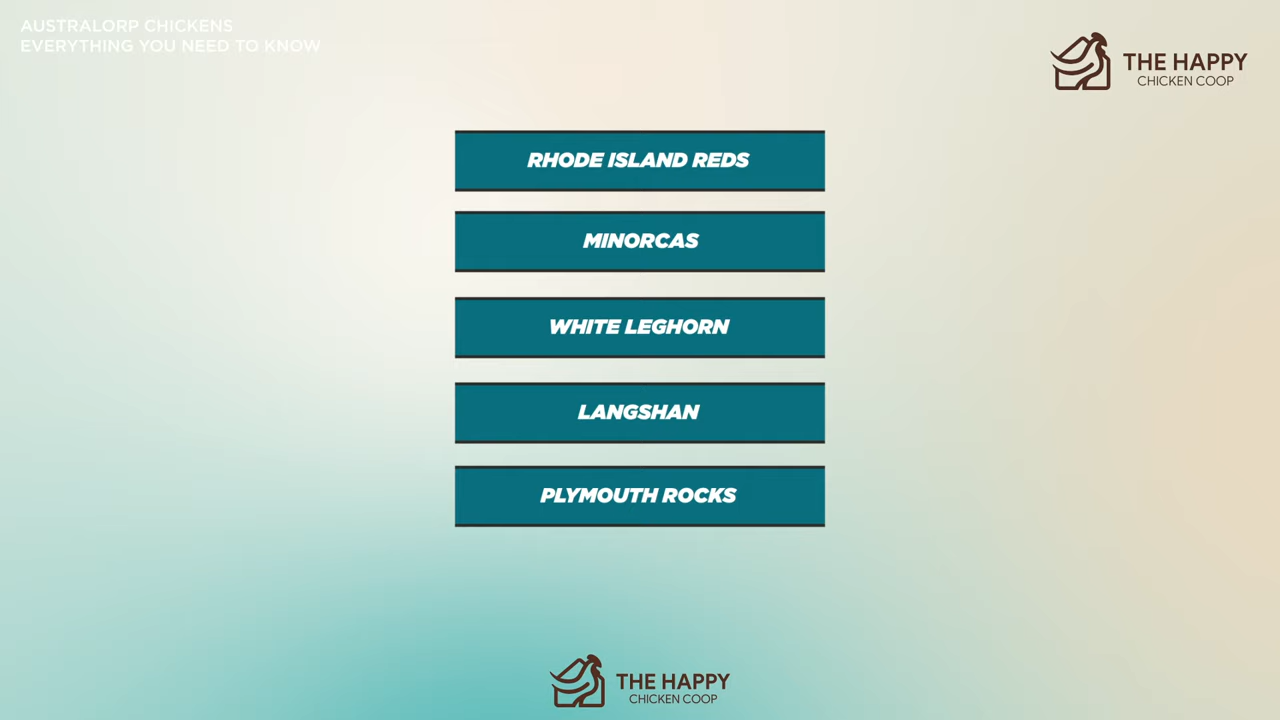 AUSTRALORP CHICKENS
EVERYTHING YOU NEED TO KNOW
THE HAPPY
CHICKEN COOP
RHODE ISLAND REDS
MINORCAS
WHITE LEGHORN
LANGSHAN
PLYMOUTH ROCKS
THE HAPPY
CHICKEN COOP